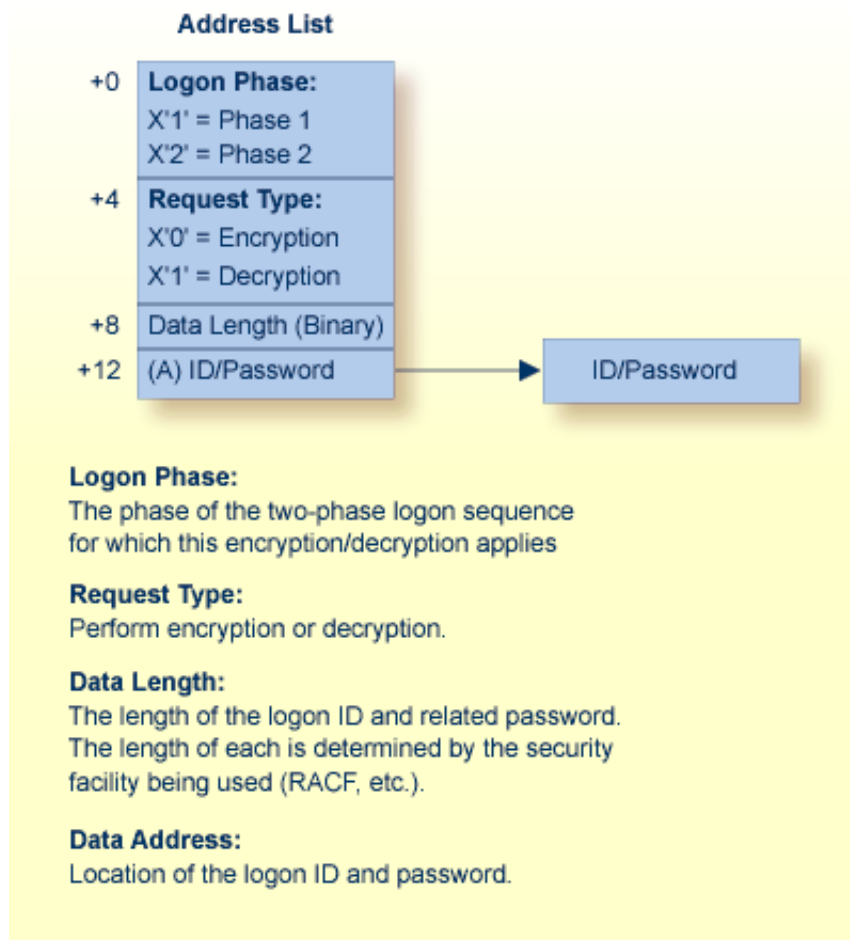 Address List
+0 Logon Phase:
X'1' = Phase 1
X'2' = Phase 2
+4 Request Type:
X'0' = Encryption
X'1' = Decryption
+8 Data Length (Binary)
+12 (A) ID/Password ID/Password
Logon Phase:
The phase of the two-phase logon sequence
for which this encryption/decryption applies
Request Type:
Perform encryption or decryption.
Data Length:
The length of the logon ID and related password.
The length of each is determined by the security
facility being used (RACF, etc.).
Data Address:
Location of the logon ID and password.